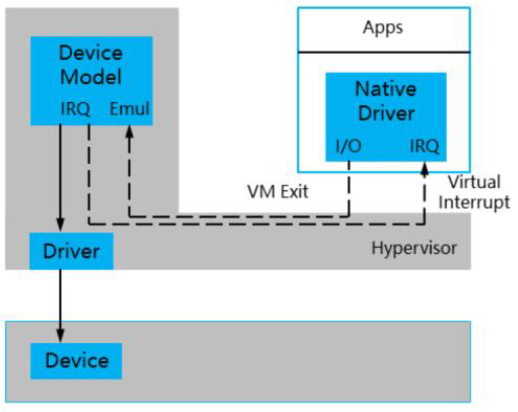 Apps
Device
Model
IRQ Emul
Native
Driver
I/O IRQ
VM Exit
Virtual
Interrupt
Driver
Hypervisor
Device